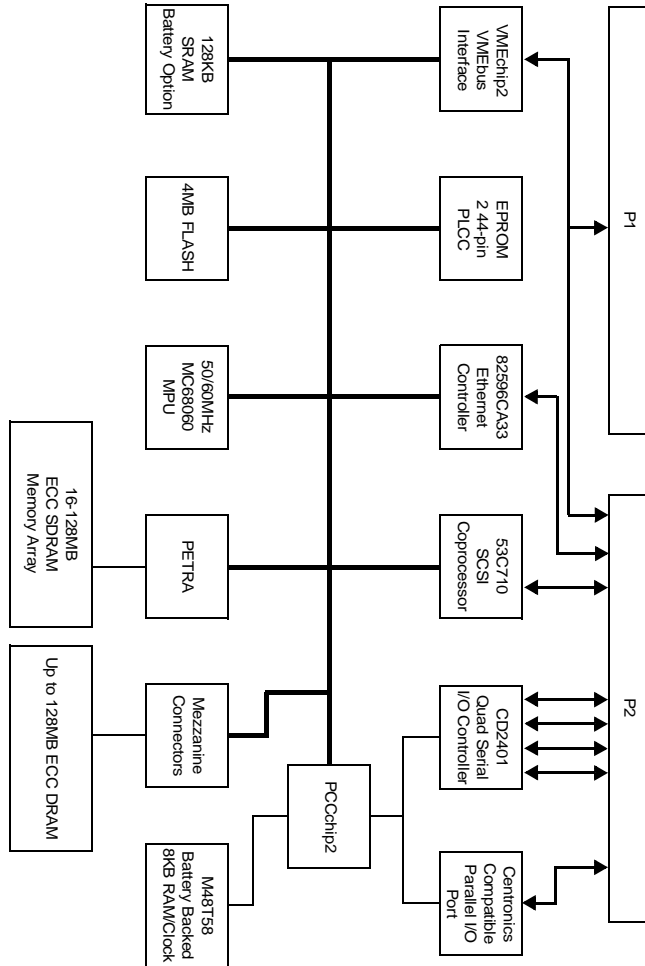 P1
P2
VMEchip2
VMEbus
Interface
EPROM
2 44-pin
PLCC
82596CA33
Ethernet
Controller
53C710
SCSI
Coprocessor
CD2401
Quad Serial
I/O Controller
Centronics
Compatible
Parallel I/O
Port
PCCchip2
128KB
SRAM
Battery Option
4MB FLASH
50/60MHz
MC68060
MPU
PETRA
Mezzanine
Connectors
M48T58
Battery Backed
8KB RAM/Clock
16-128MB
ECC SDRAM
Memory Array
Up to 128MB ECC DRAM